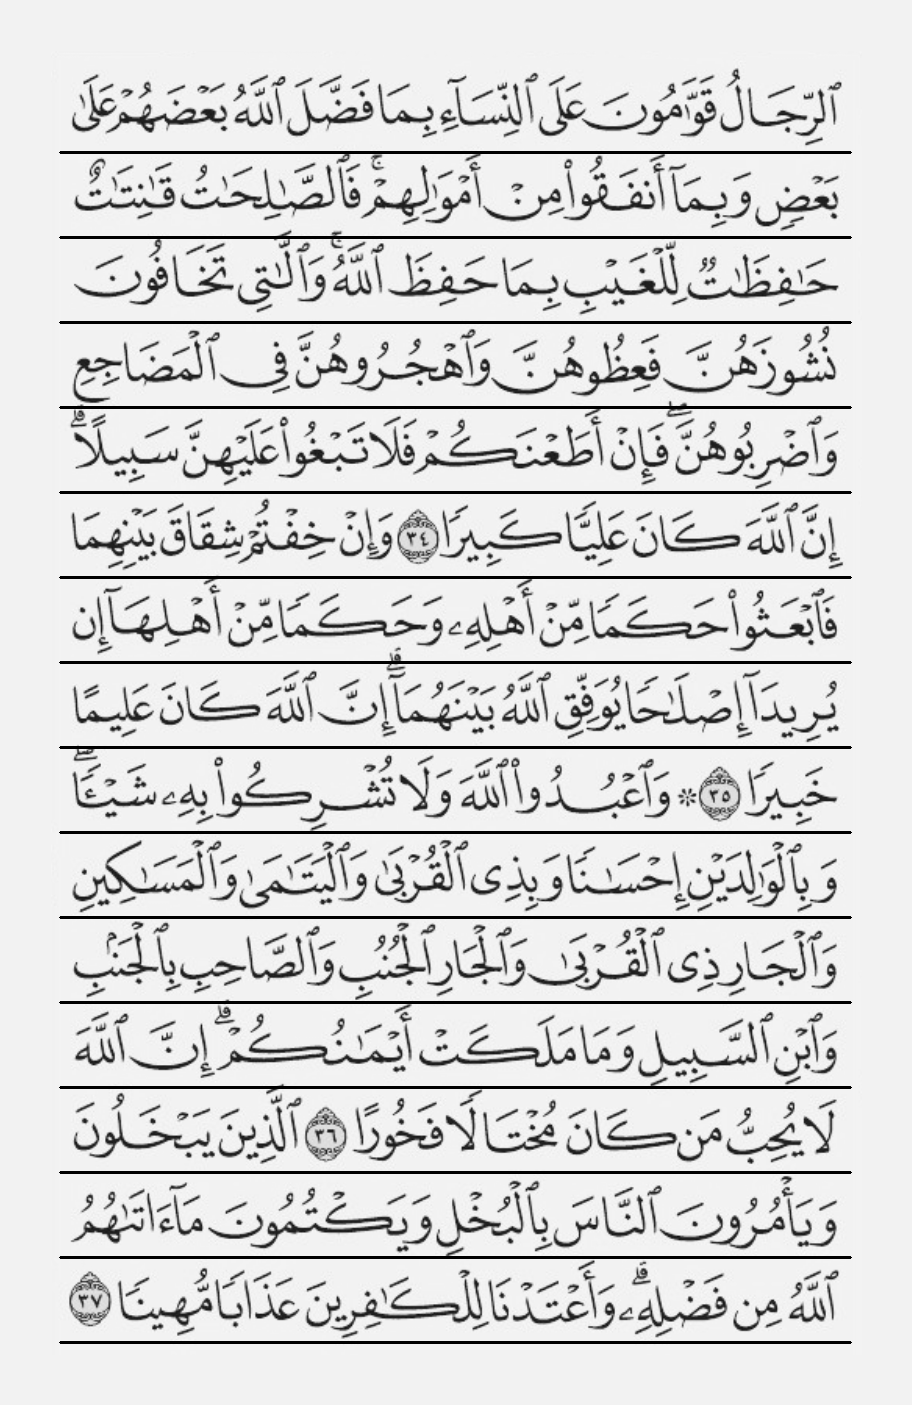 ٱلرِّجَالُ قَوَّٰمُونَ عَلَى ٱلنِّسَآءِ بِمَا فَضَّلَ ٱللَّهُ بَعْضَهُمْ عَلَىٰ
بَعْضٍ وَبِمَآ أَنفَقُوا۟ مِنْ أَمْوَٰلِهِمْ ۚ فَٱلصَّٰلِحَٰتُ قَٰنِتَٰتٌ
حَٰفِظَٰتٌ لِّلْغَيْبِ بِمَا حَفِظَ ٱللَّهُ ۚ وَٱلَّٰتِى تَخَافُونَ
نُشُوزَهُنَّ فَعِظُوهُنَّ وَٱهْجُرُوهُنَّ فِى ٱلْمَضَاجِعِ
وَٱضْرِبُوهُنَّ ۖ فَإِنْ أَطَعْنَكُمْ فَلَا تَبْغُوا۟ عَلَيْهِنَّ سَبِيلًا ۗ
إِنَّ ٱللَّهَ كَانَ عَلِيًّا كَبِيرًا ٣٤ وَإِنْ خِفْتُمْ شِقَاقَ بَيْنِهِمَا
فَٱبْعَثُوا۟ حَكَمًا مِّنْ أَهْلِهِۦ وَحَكَمًا مِّنْ أَهْلِهَآ إِن
يُرِيدَآ إِصْلَٰحًا يُوَفِّقِ ٱللَّهُ بَيْنَهُمَآ ۗ إِنَّ ٱللَّهَ كَانَ عَلِيمًا
خَبِيرًا ٣٥ ۞ وَٱعْبُدُوا۟ ٱللَّهَ وَلَا تُشْرِكُوا۟ بِهِۦ شَيْـًٔا ۖ
وَبِٱلْوَٰلِدَيْنِ إِحْسَٰنًا وَبِذِى ٱلْقُرْبَىٰ وَٱلْيَتَٰمَىٰ وَٱلْمَسَٰكِينِ
وَٱلْجَارِ ذِى ٱلْقُرْبَىٰ وَٱلْجَارِ ٱلْجُنُبِ وَٱلصَّاحِبِ بِٱلْجَنۢبِ
وَٱبْنِ ٱلسَّبِيلِ وَمَا مَلَكَتْ أَيْمَٰنُكُمْ ۗ إِنَّ ٱللَّهَ
لَا يُحِبُّ مَن كَانَ مُخْتَالًا فَخُورًا ٣٦ ٱلَّذِينَ يَبْخَلُونَ
وَيَأْمُرُونَ ٱلنَّاسَ بِٱلْبُخْلِ وَيَكْتُمُونَ مَآ ءَاتَىٰهُمُ
ٱللَّهُ مِن فَضْلِهِۦ ۗ وَأَعْتَدْنَا لِلْكَٰفِرِينَ عَذَابًا مُّهِينًا ٣٧